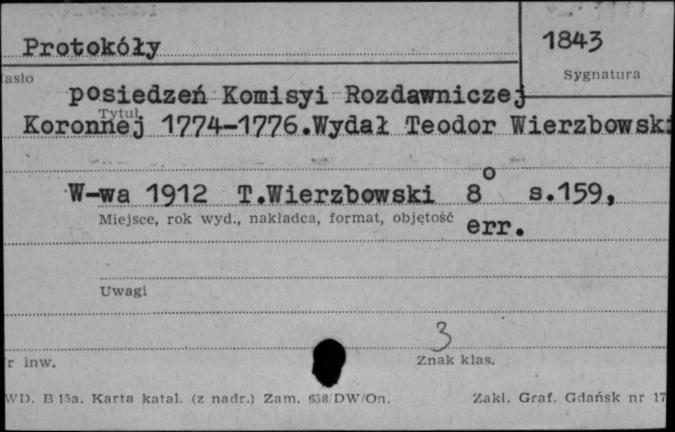 Protokóły
1843
asło
Sygnatura
posiedzeń Komisyi Rozdawniczej
Tytuł
Koronnej 1774-1776.Wydał Teodor Wierzbowski
W-wa 1912 T.Wierzbowski 8° s.159,
Miejsce, rok wyd., nakładca, format, objętość
err.
Uwagi
3
r inw.
Znak klas.
WD. B 15a. Karta katal. (z nadr.) Zam. 658/DW/On.
Zakł. Graf. Gdańsk nr 17